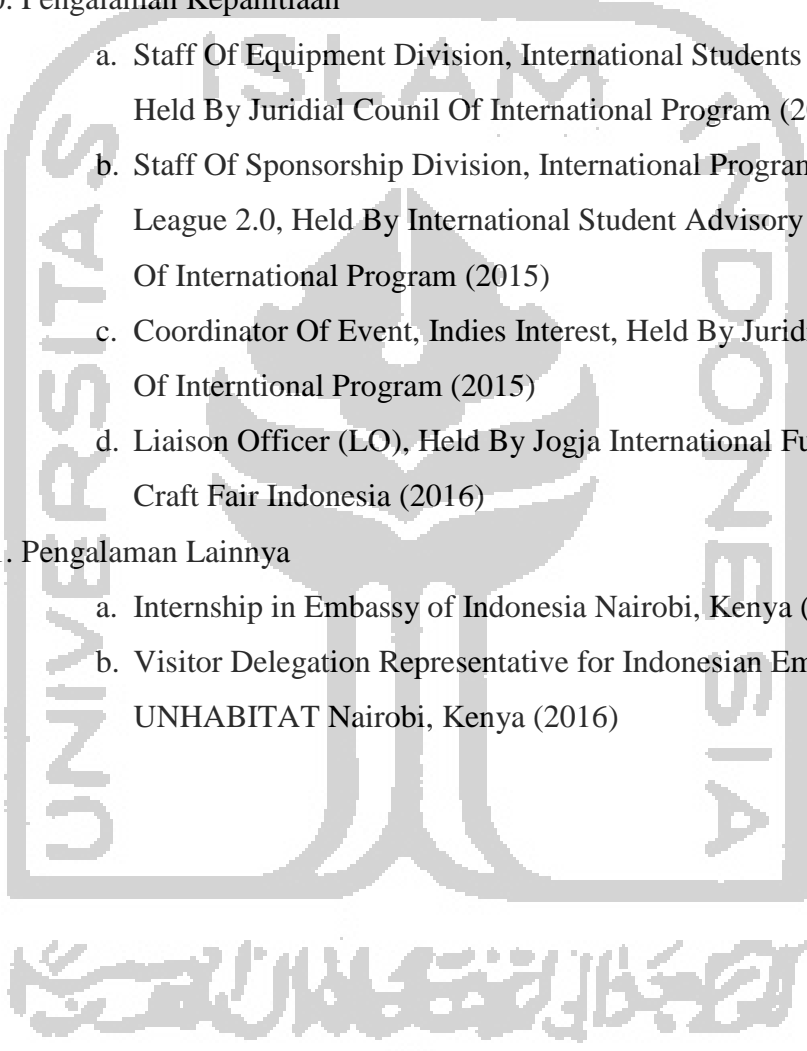 . Pengalaman Kepanitiaan
a. Staff Of Equipment Division, International Students
Held By Juridial Counil Of International Program (2
b. Staff Of Sponsorship Division, International Program
League 2.0, Held By International Student Advisory
Of International Program (2015)
c. Coordinator Of Event, Indies Interest, Held By Jurid
Of Interntional Program (2015)
d. Liaison Officer (LO), Held By Jogja International Fu
Craft Fair Indonesia (2016)
. Pengalaman Lainnya
a. Internship in Embassy of Indonesia Nairobi, Kenya (
b. Visitor Delegation Representative for Indonesian Em
UNHABITAT Nairobi, Kenya (2016)
UNIVERSITAS
ISLAM
INDONESIA